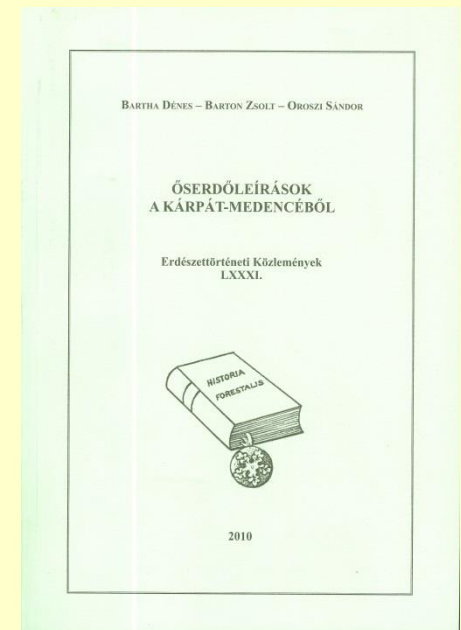 BARTHA DÉNES – BARTON ZSOLT – OROSZI SÁNDOR
ŐSERDŐLEÍRÁSOK
A KÁRPÁT-MEDENCÉBŐL
Erdészettörténeti Közlemények
LXXXI.
HISTORIA
FORESTALIS
2010